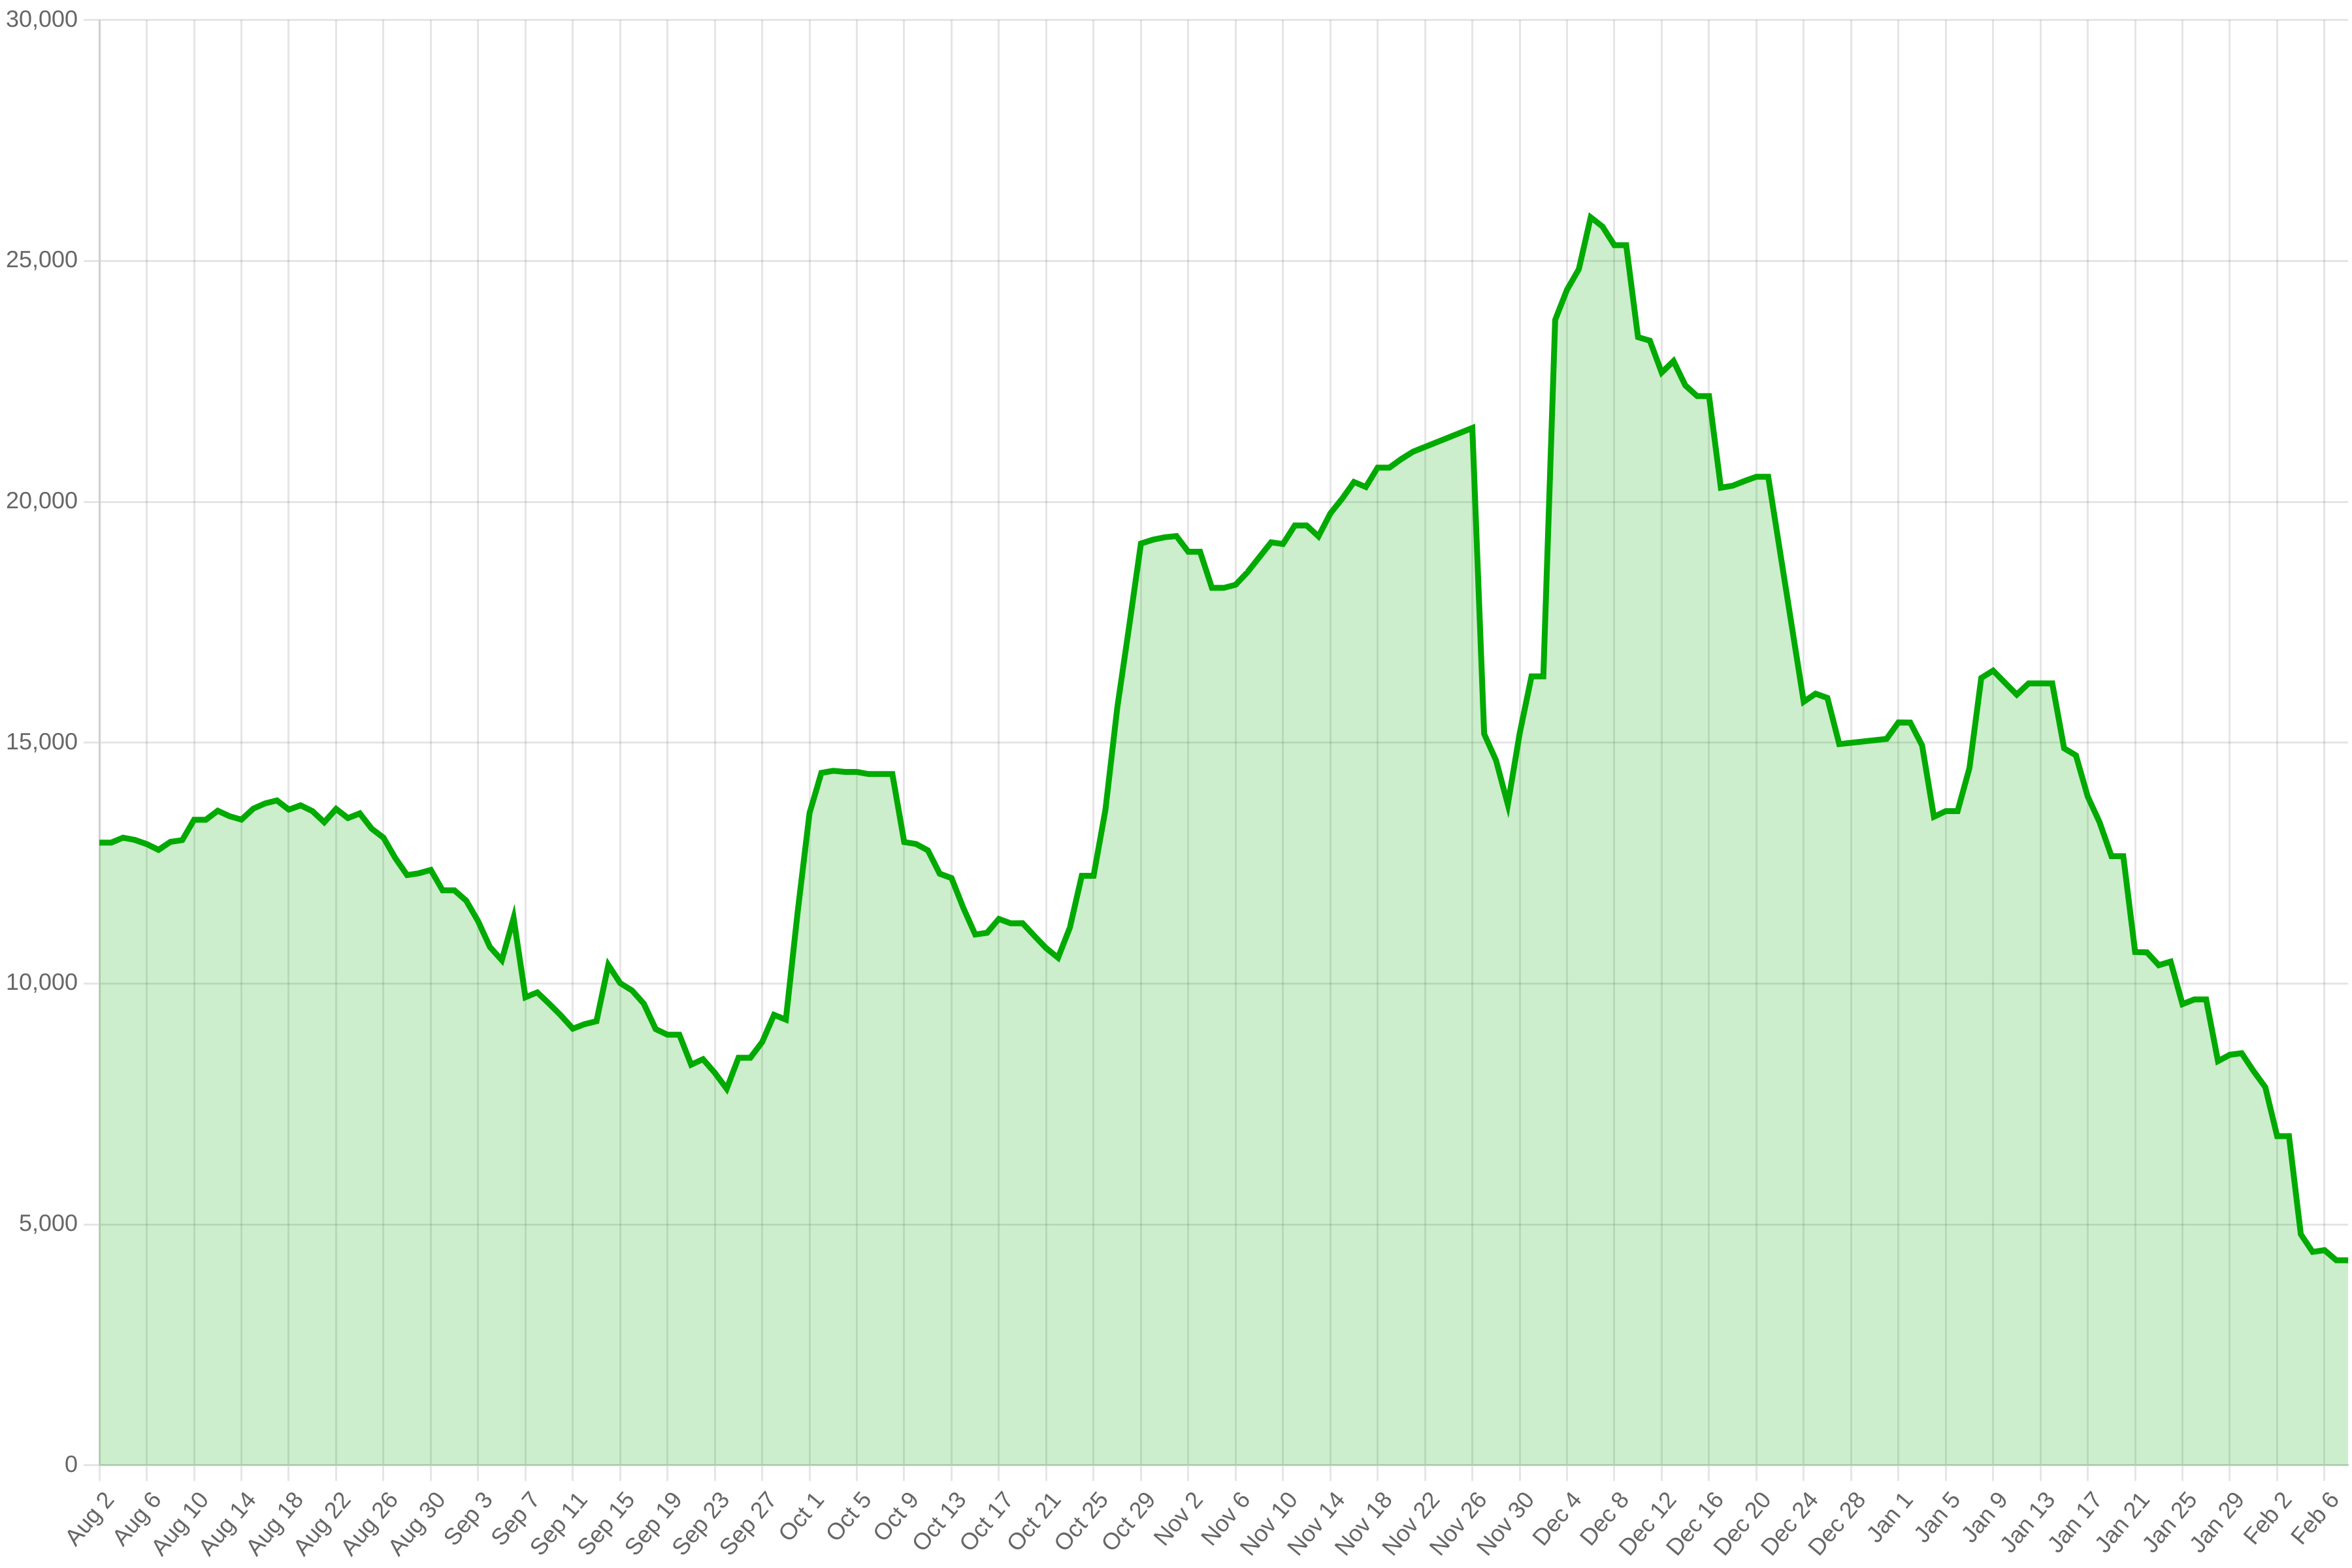 30,000
25,000
20,000
15,000
10,000
5,000
0
Aug 2
Aug 6
Aug 10
Aug 14
Aug 18
Aug 22
Aug 26
Aug 30
Sep 3
Sep 7
Sep 11
Sep 15
Sep 19
Sep 23
Sep 27
Oct 1
Oct 5
Oct 9
Oct 13
Oct 17
Oct 21
Oct 25
Oct 29
Nov 2
Nov 6
Nov 10
Nov 14
Nov 18
Nov 22
Nov 26
Nov 30
Dec 4
Dec 8
Dec 12
Dec 16
Dec 20
Dec 24
Dec 28
Jan 1
Jan 5
Jan 9
Jan 13
Jan 17
Jan 21
Jan 25
Jan 29
Feb 2
Feb 6